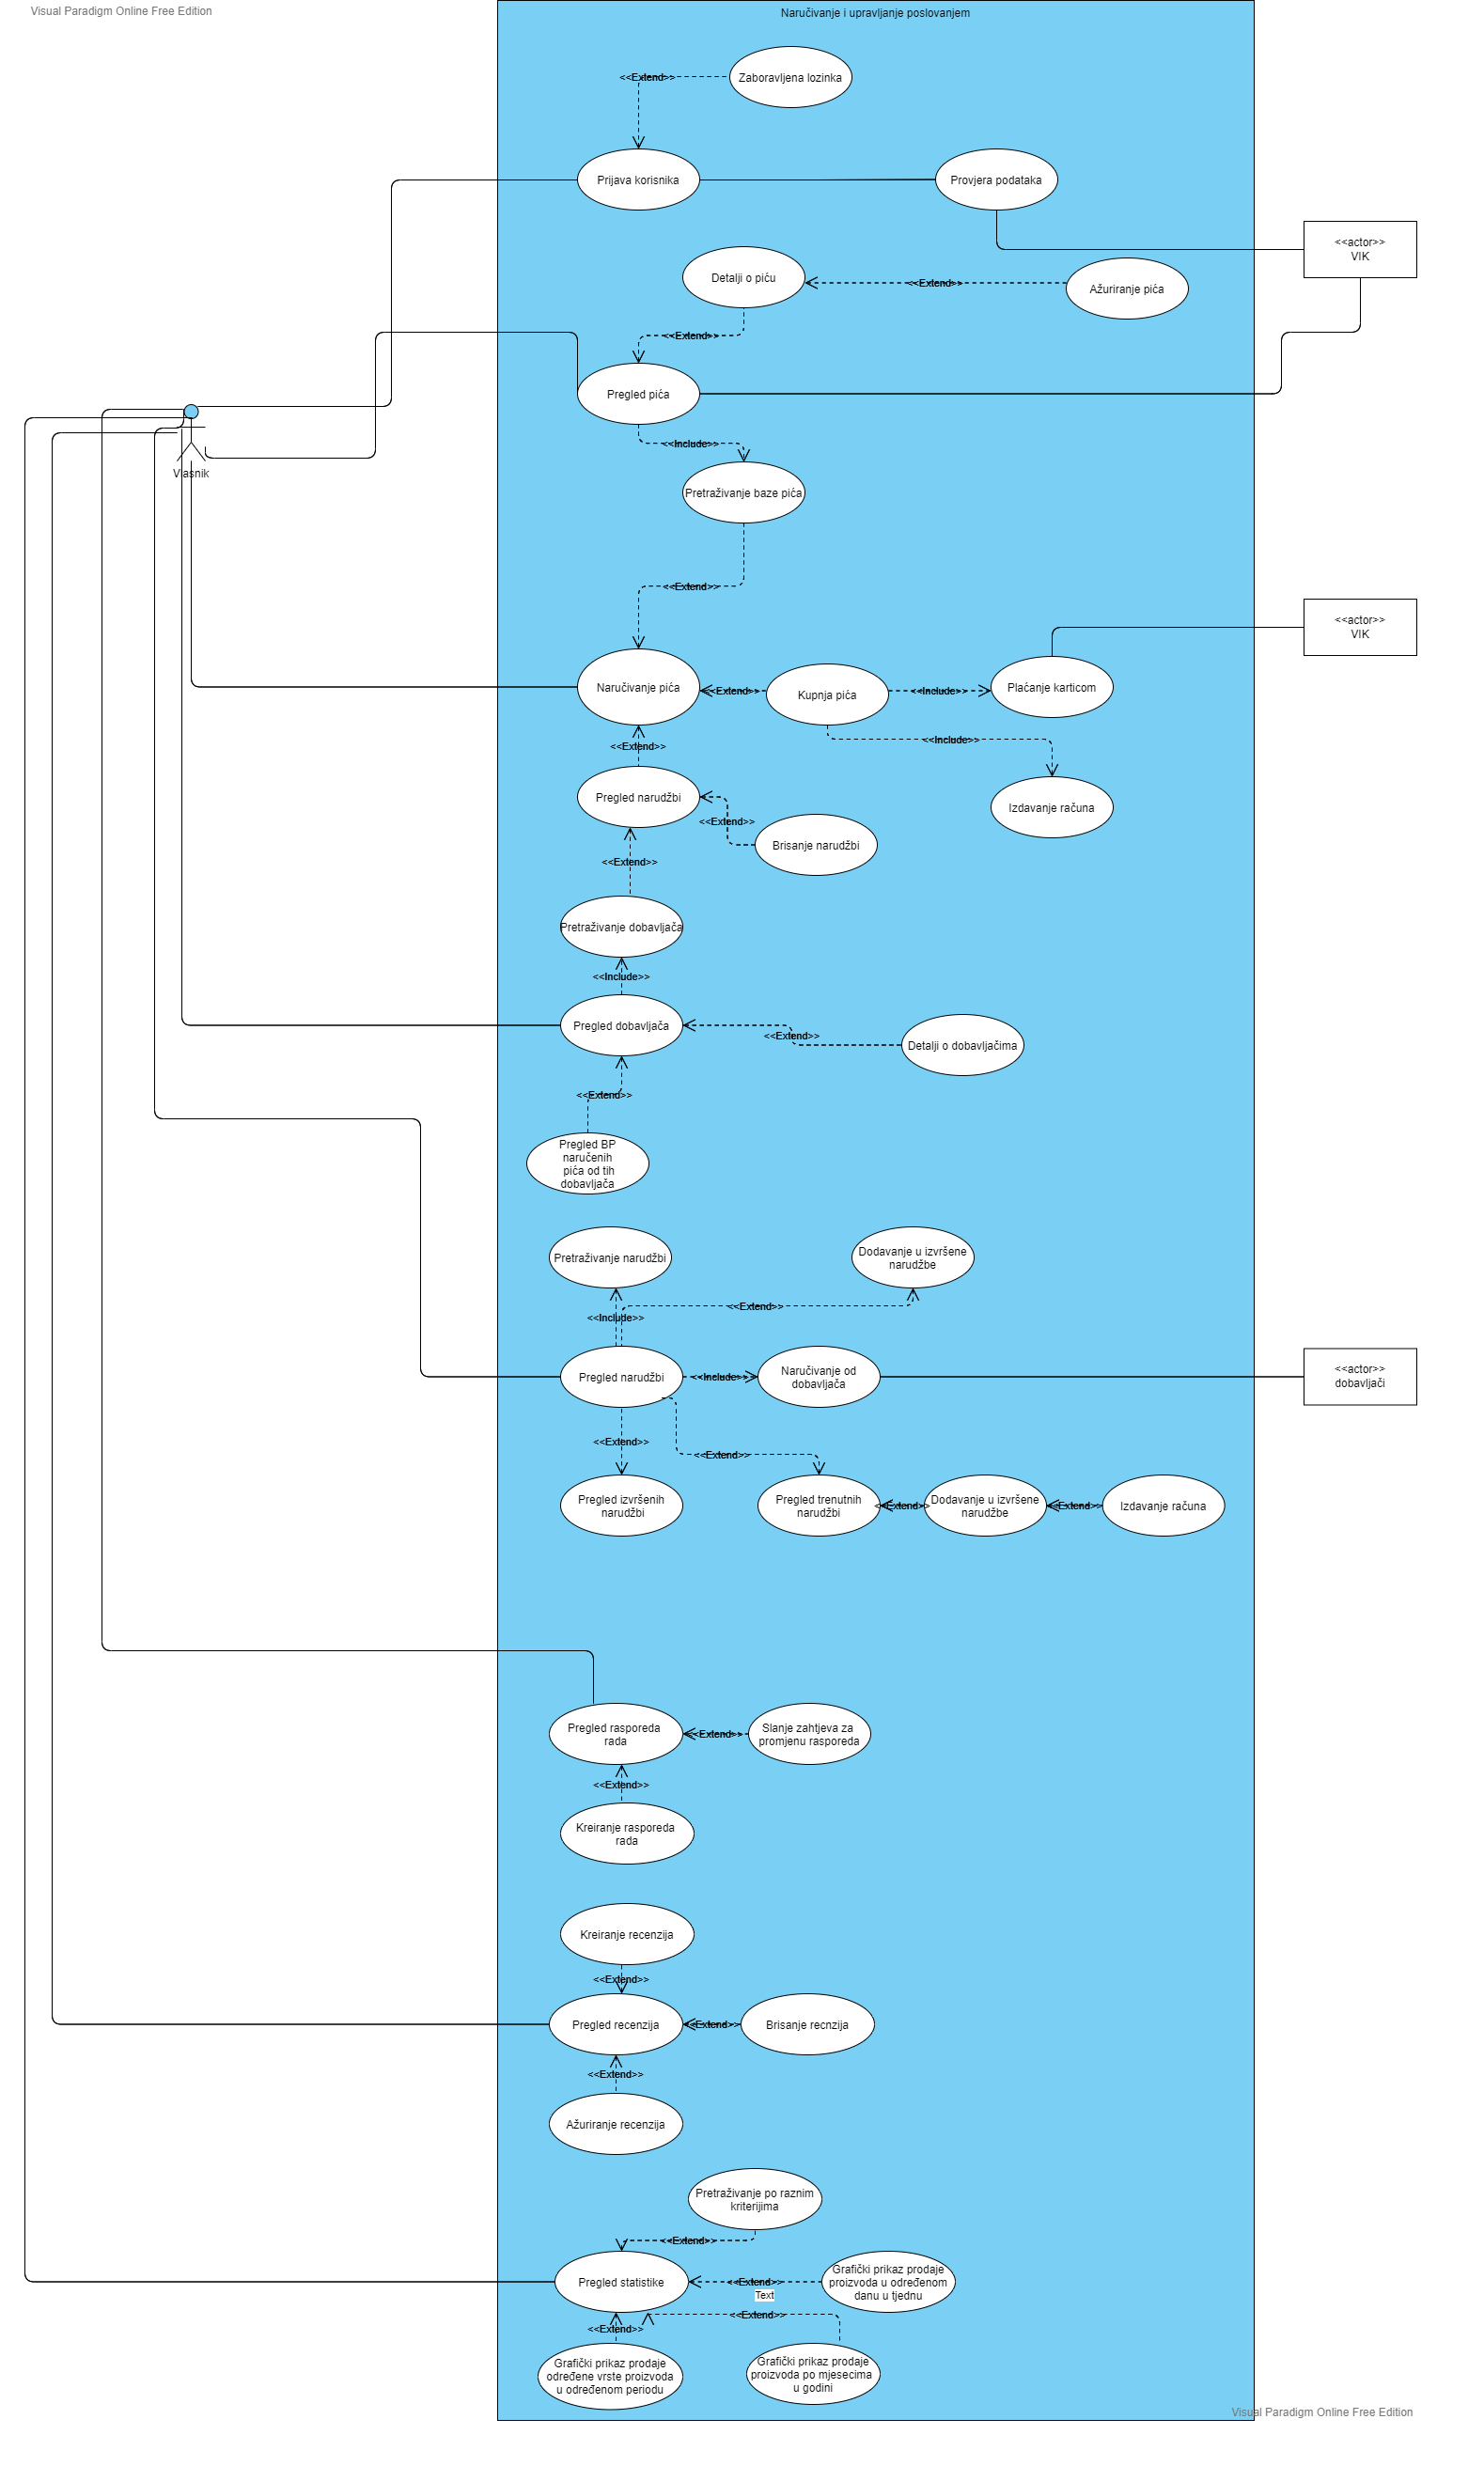 Visual Paradigm Online Free Edition
Naručivanje i upravljanje poslovanjem
Zaboravljena lozinka
<<Extend>>
Prijava korisnika
Provjera podataka
<<actor>>
VIK
Detalji o piću
<<Extend>>
Ažuriranje pića
<<Extend>>
Pregled pića
Vlasnik
<<Include>>
Pretraživanje baze pića
<<Extend>>
<<actor>>
VIK
Naručivanje pića
<<Extend>>
Kupnja pića
<<Include>>
Plaćanje karticom
<<Extend>>
<<Include>>
Pregled narudžbi
<<Extend>>
Izdavanje računa
Brisanje narudžbi
<<Extend>>
Pretraživanje dobavljača
<<Include>>
Pregled dobavljača
<<Extend>>
Detalji o dobavljačima
<<Extend>>
Pregled BP
naručenih
pića od tih
dobavljača
Pretraživanje narudžbi
Dodavanje u izvršene
narudžbe
<<Extend>>
<<Include>>
Pregled narudžbi
<<Include>>
Naručivanje od
dobavljača
<<actor>>
dobavljači
<<Extend>>
<<Extend>>
Pregled izvršenih
narudžbi
Pregled trenutnih
narudžbi
<<Extend>>
Dodavanje u izvršene
narudžbe
<<Extend>>
Izdavanje računa
Pregled rasporeda
rada
<<Extend>>
Slanje zahtjeva za
promjenu rasporeda
<<Extend>>
Kreiranje rasporeda
rada
Kreiranje recenzija
<<Extend>>
Pregled recenzija
<<Extend>>
Brisanje recnzija
<<Extend>>
Ažuriranje recenzija
Pretraživanje po raznim
kriterijima
<<Extend>>
Pregled statistike
<<Extend>>
Text
Grafički prikaz prodaje
proizvoda u određenom
danu u tjednu
<<Extend>>
<<Extend>>
Grafički prikaz prodaje
određene vrste proizvoda
u određenom periodu
Grafički prikaz prodaje
proizvoda po mjesecima
u godini
Visual Paradigm Online Free Edition